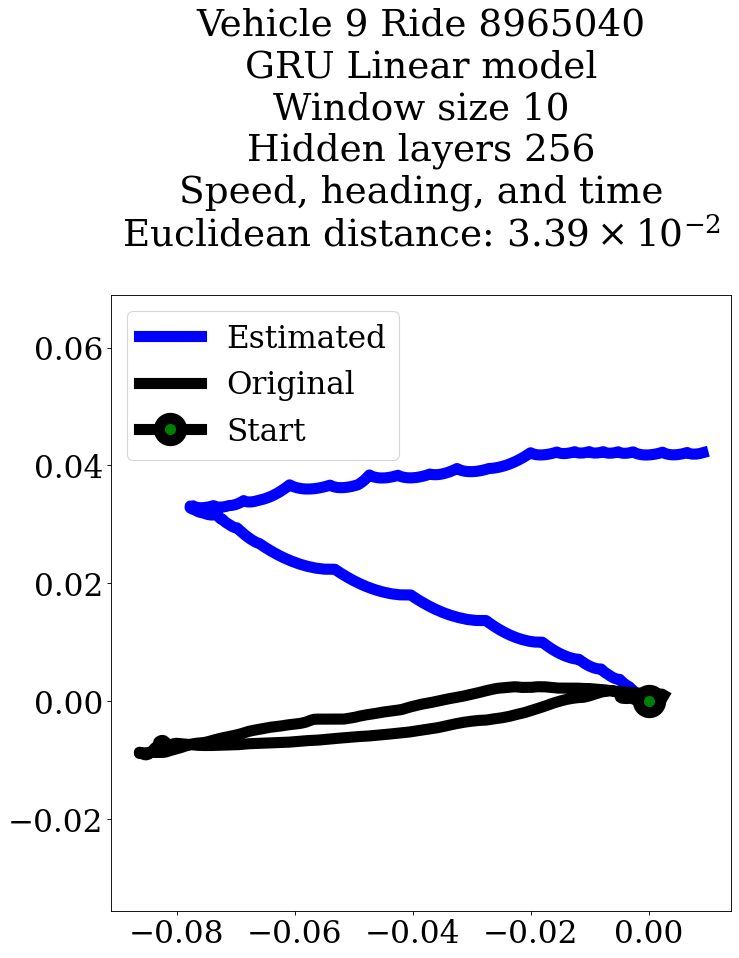 Vehicle 9 Ride 8965040
GRU Linear model
Window size 10
Hidden layers 256
Speed, heading, and time
Euclidean distance: 3.39 × 10⁻²
Estimated
Original
Start
0.06
0.04
0.02
0.00
−0.02
−0.08 −0.06 −0.04 −0.02 0.00